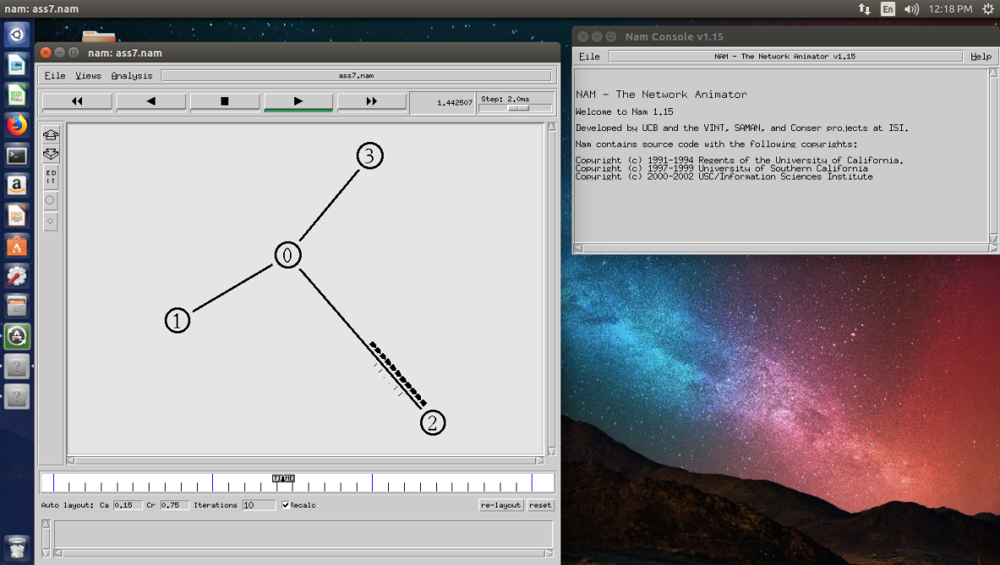 nam: ass7.nam
En
12:18 PM
nam: ass7.nam
File Views Analysis
ass7.nam
1.442507
Step: 2.0ms
ED
IT
3
0
1
2
TIME
Auto layout: Ca 0.15 Cr 0.75 Iterations 10 Recalc re-layout reset
Nam Console v1.15
File NAM - The Network Animator v1.15 Help
NAM - The Network Animator
Welcome to Nam 1.15
Developed by UCB and the VINT, SAMAN, and Conser projects at ISI.
Nam contains source code with the following copyrights:
Copyright (c) 1991-1994 Regents of the University of California.
Copyright (c) 1997-1999 University of Southern California
Copyright (c) 2000-2002 USC/Information Sciences Institute